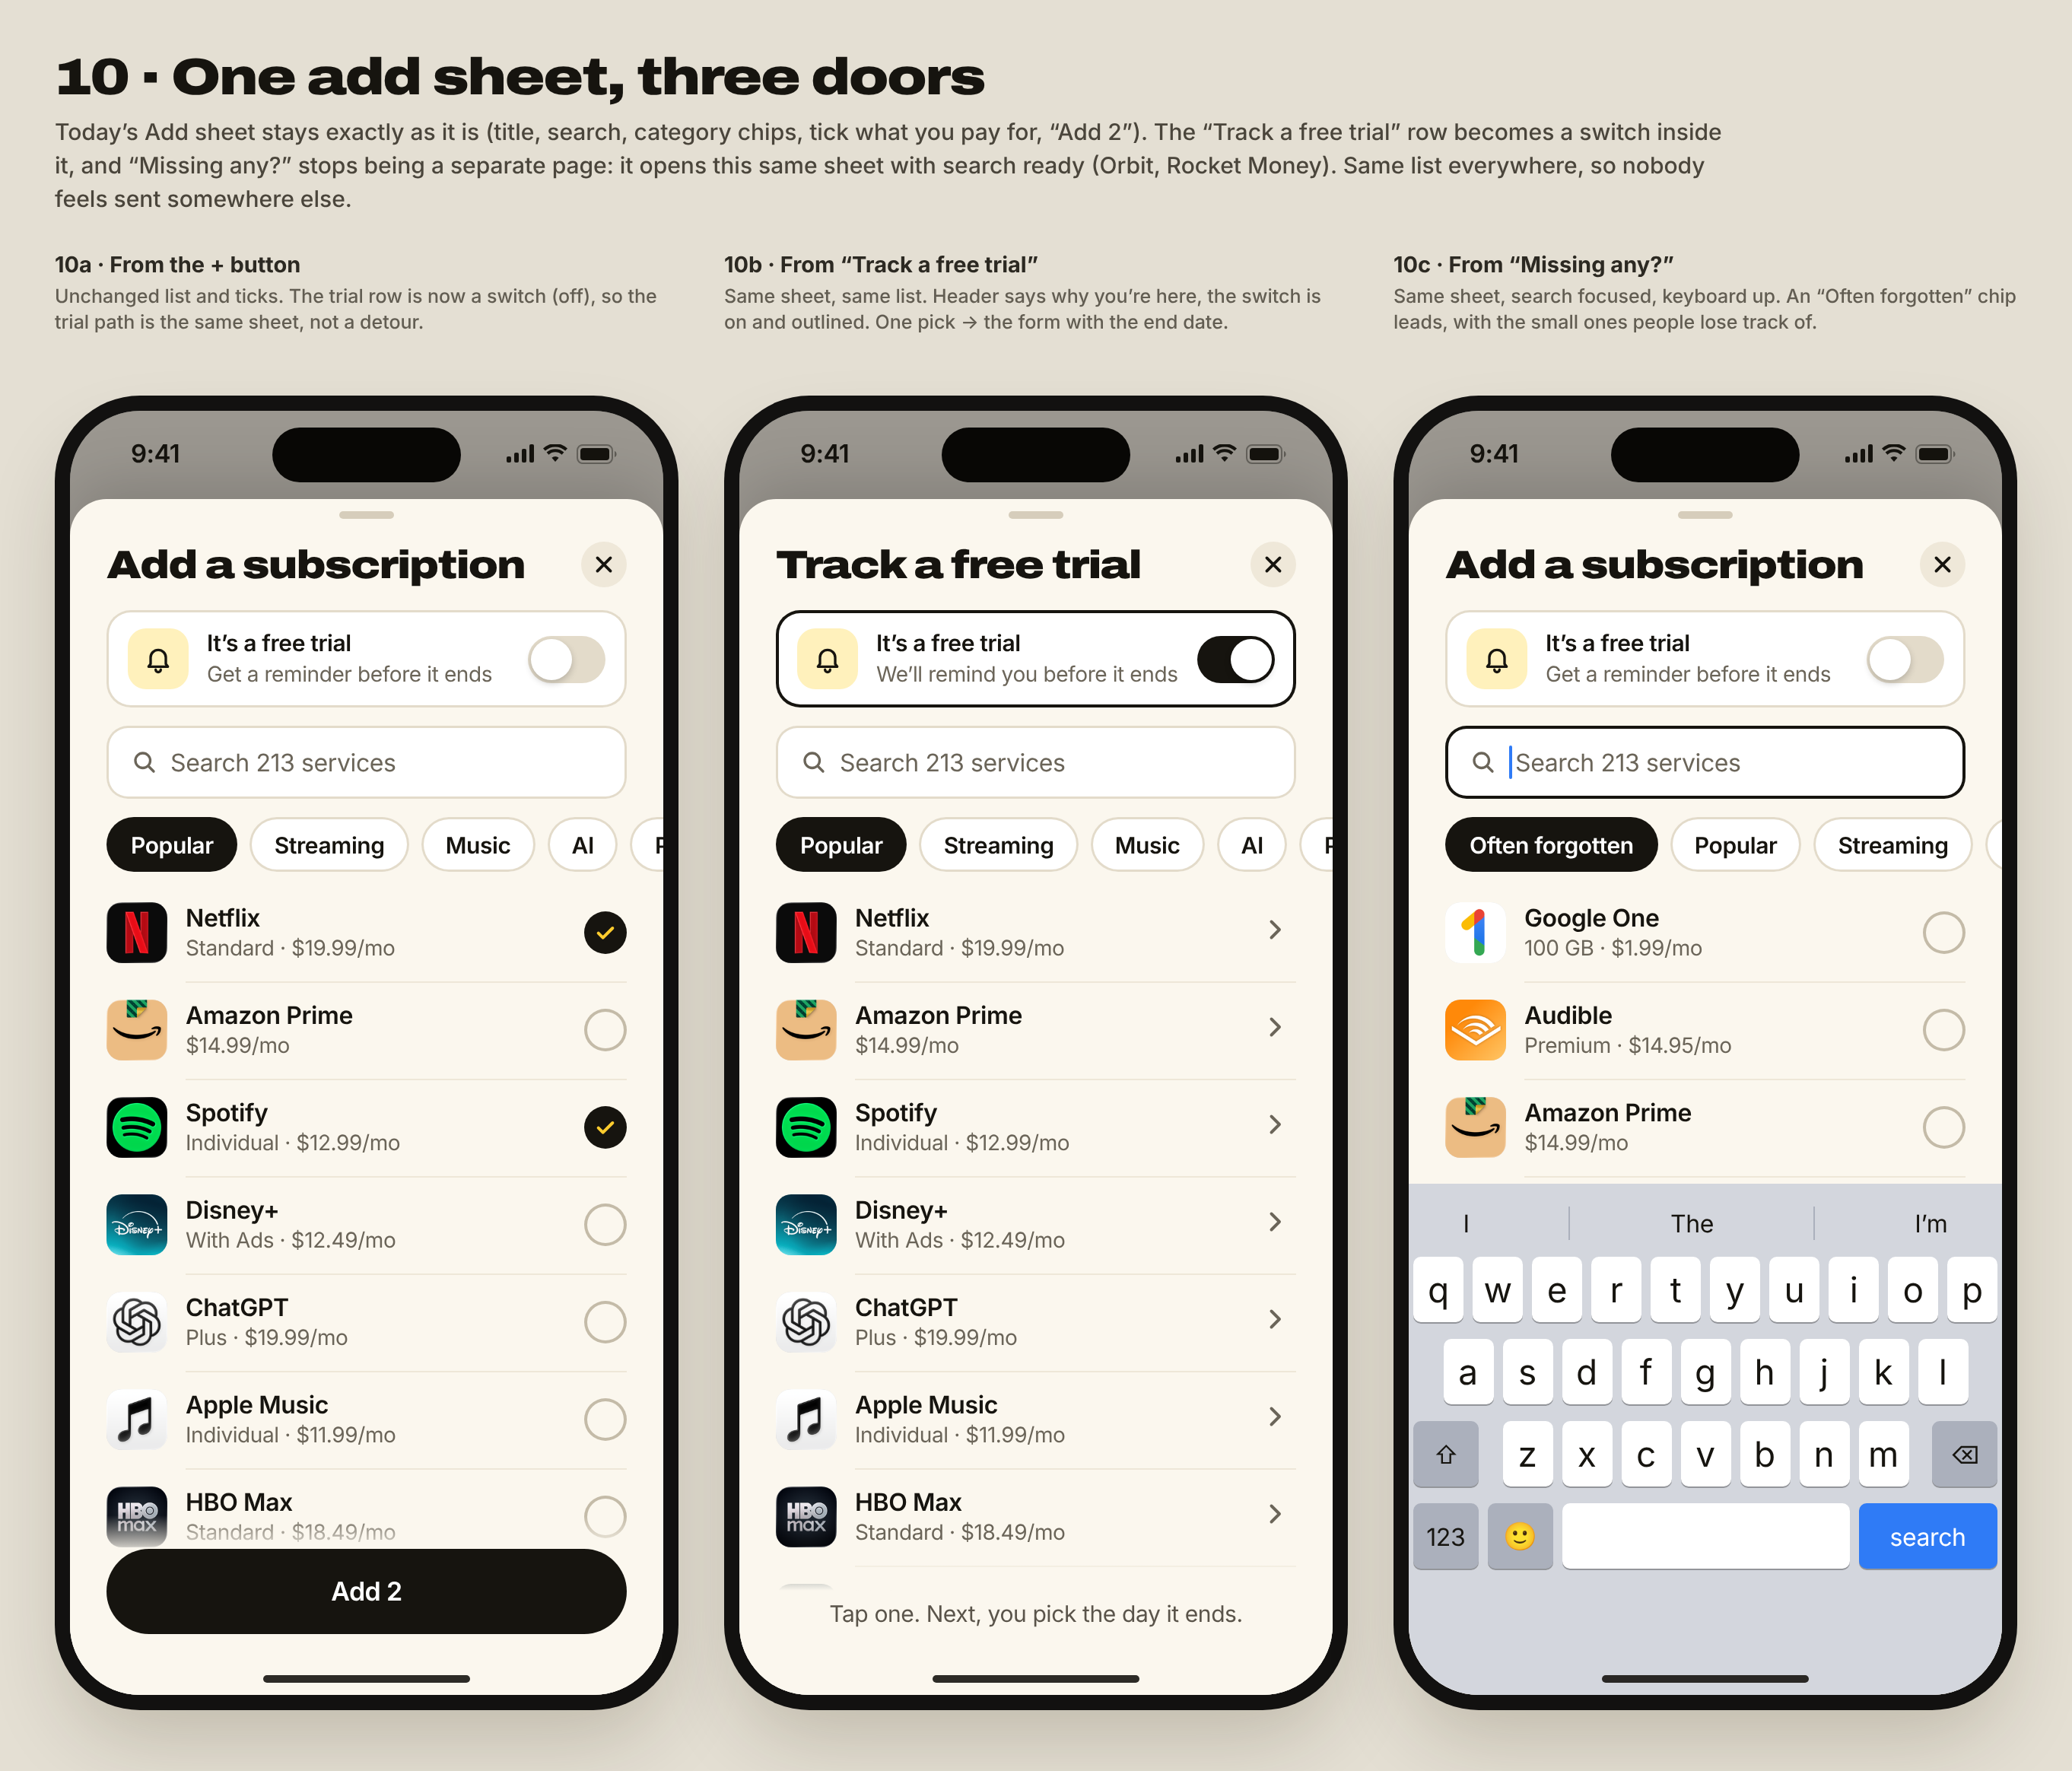 10 · One add sheet, three doors
Today’s Add sheet stays exactly as it is (title, search, category chips, tick what you pay for, “Add 2”). The “Track a free trial” row becomes a switch inside
it, and “Missing any?” stops being a separate page: it opens this same sheet with search ready (Orbit, Rocket Money). Same list everywhere, so nobody
feels sent somewhere else.
10a · From the + button
Unchanged list and ticks. The trial row is now a switch (off), so the
trial path is the same sheet, not a detour.
9:41
Add a subscription
It’s a free trial
Get a reminder before it ends
Search 213 services
Popular Streaming Music AI
Netflix
Standard · $19.99/mo
Amazon Prime
$14.99/mo
Spotify
Individual · $12.99/mo
Disney+
Disney+
With Ads · $12.49/mo
ChatGPT
Plus · $19.99/mo
Apple Music
Individual · $11.99/mo
HBO max
HBO Max
Standard · $18.49/mo
Add 2
10b · From “Track a free trial”
Same sheet, same list. Header says why you’re here, the switch is
on and outlined. One pick → the form with the end date.
9:41
Track a free trial
It’s a free trial
We’ll remind you before it ends
Search 213 services
Popular Streaming Music AI
Netflix
Standard · $19.99/mo
Amazon Prime
$14.99/mo
Spotify
Individual · $12.99/mo
Disney+
Disney+
With Ads · $12.49/mo
ChatGPT
Plus · $19.99/mo
Apple Music
Individual · $11.99/mo
HBO max
HBO Max
Standard · $18.49/mo
Tap one. Next, you pick the day it ends.
10c · From “Missing any?”
Same sheet, search focused, keyboard up. An “Often forgotten” chip
leads, with the small ones people lose track of.
9:41
Add a subscription
It’s a free trial
Get a reminder before it ends
Search 213 services
Often forgotten Popular Streaming
Google One
100 GB · $1.99/mo
Audible
Premium · $14.95/mo
Amazon Prime
$14.99/mo
I The I’m
q w e r t y u i o p
a s d f g h j k l
z x c v b n m
123 search